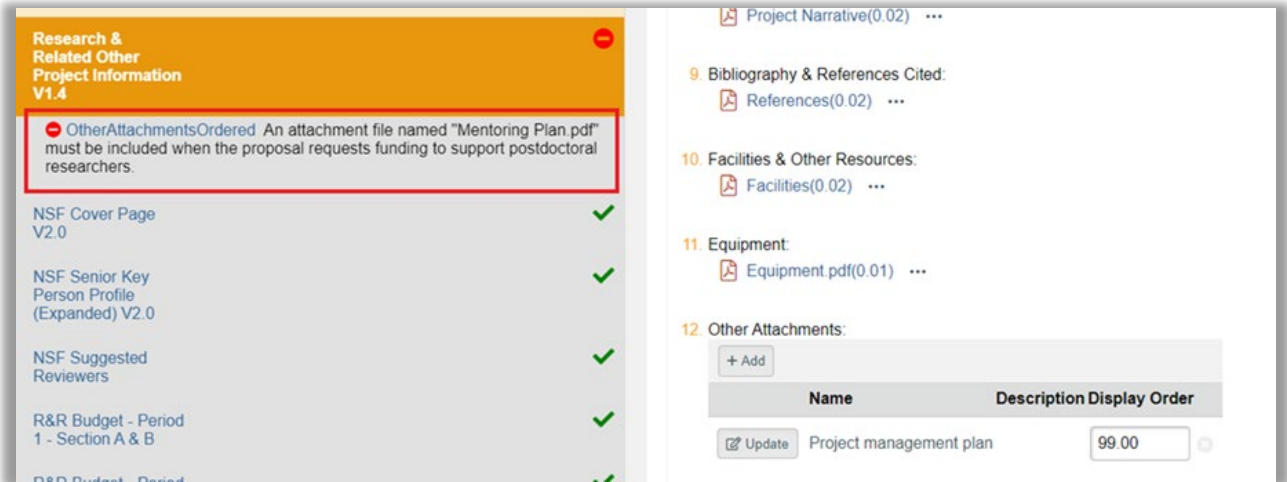 Research &
Related Other
Project Information
V1.4
OtherAttachmentsOrdered An attachment file named "Mentoring Plan.pdf"
must be included when the proposal requests funding to support postdoctoral
researchers.
NSF Cover Page
V2.0
NSF Senior Key
Person Profile
(Expanded) V2.0
NSF Suggested
Reviewers
R&R Budget - Period
1 - Section A & B
R&R Budget - Period
Project Narrative(0.02) •••
9. Bibliography & References Cited:
References(0.02) •••
10. Facilities & Other Resources:
Facilities(0.02) •••
11. Equipment:
Equipment.pdf(0.01) •••
12. Other Attachments:
+ Add
Name Description Display Order
Update Project management plan 99.00